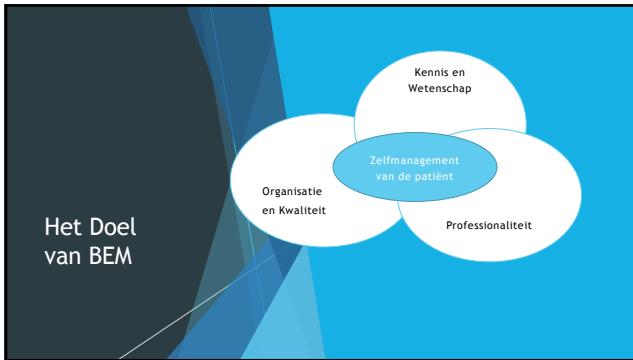 Het Doel
van BEM
Kennis en
Wetenschap
Zelfmanagement
van de patiënt
Organisatie
en Kwaliteit
Professionaliteit